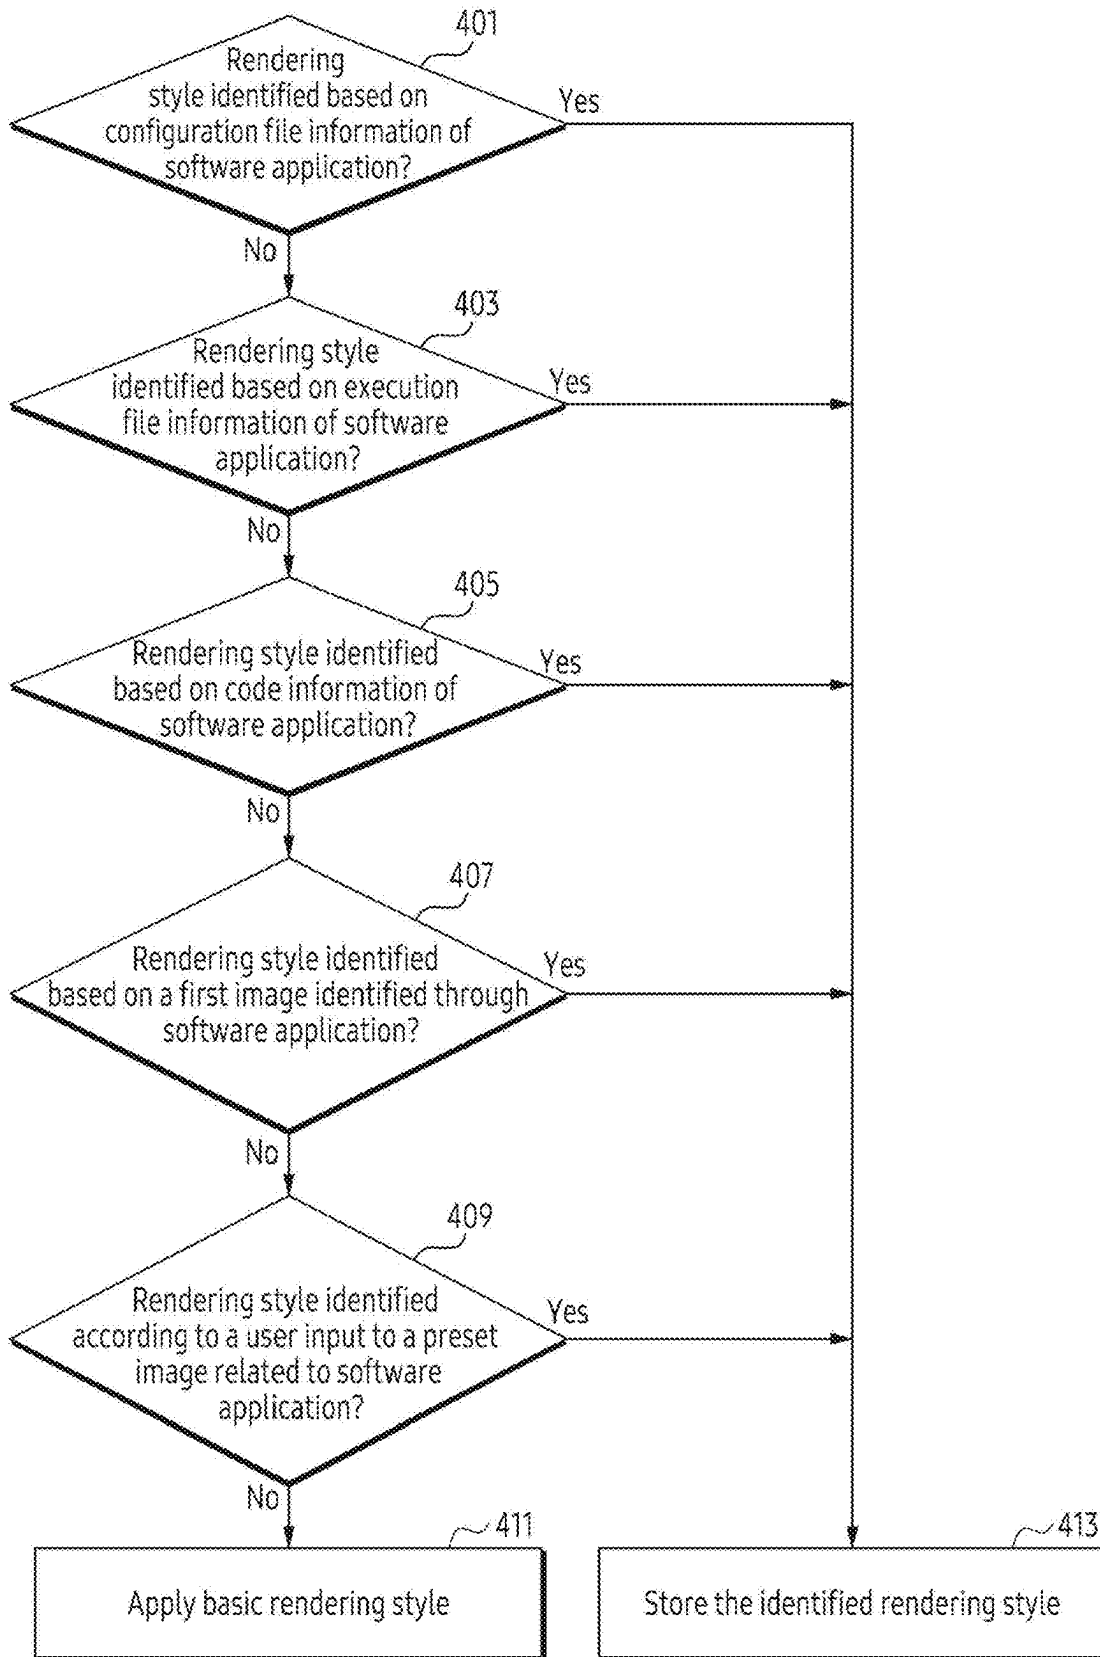 401
Rendering
style identified based on
configuration file information of
software application?
Yes
No
403
Rendering style
identified based on execution
file information of software
application?
Yes
No
405
Rendering style identified
based on code information of
software application?
Yes
No
407
Rendering style identified
based on a first image identified through
software application?
Yes
No
409
Rendering style identified
according to a user input to a preset
image related to software
application?
Yes
No
411
Apply basic rendering style
413
Store the identified rendering style